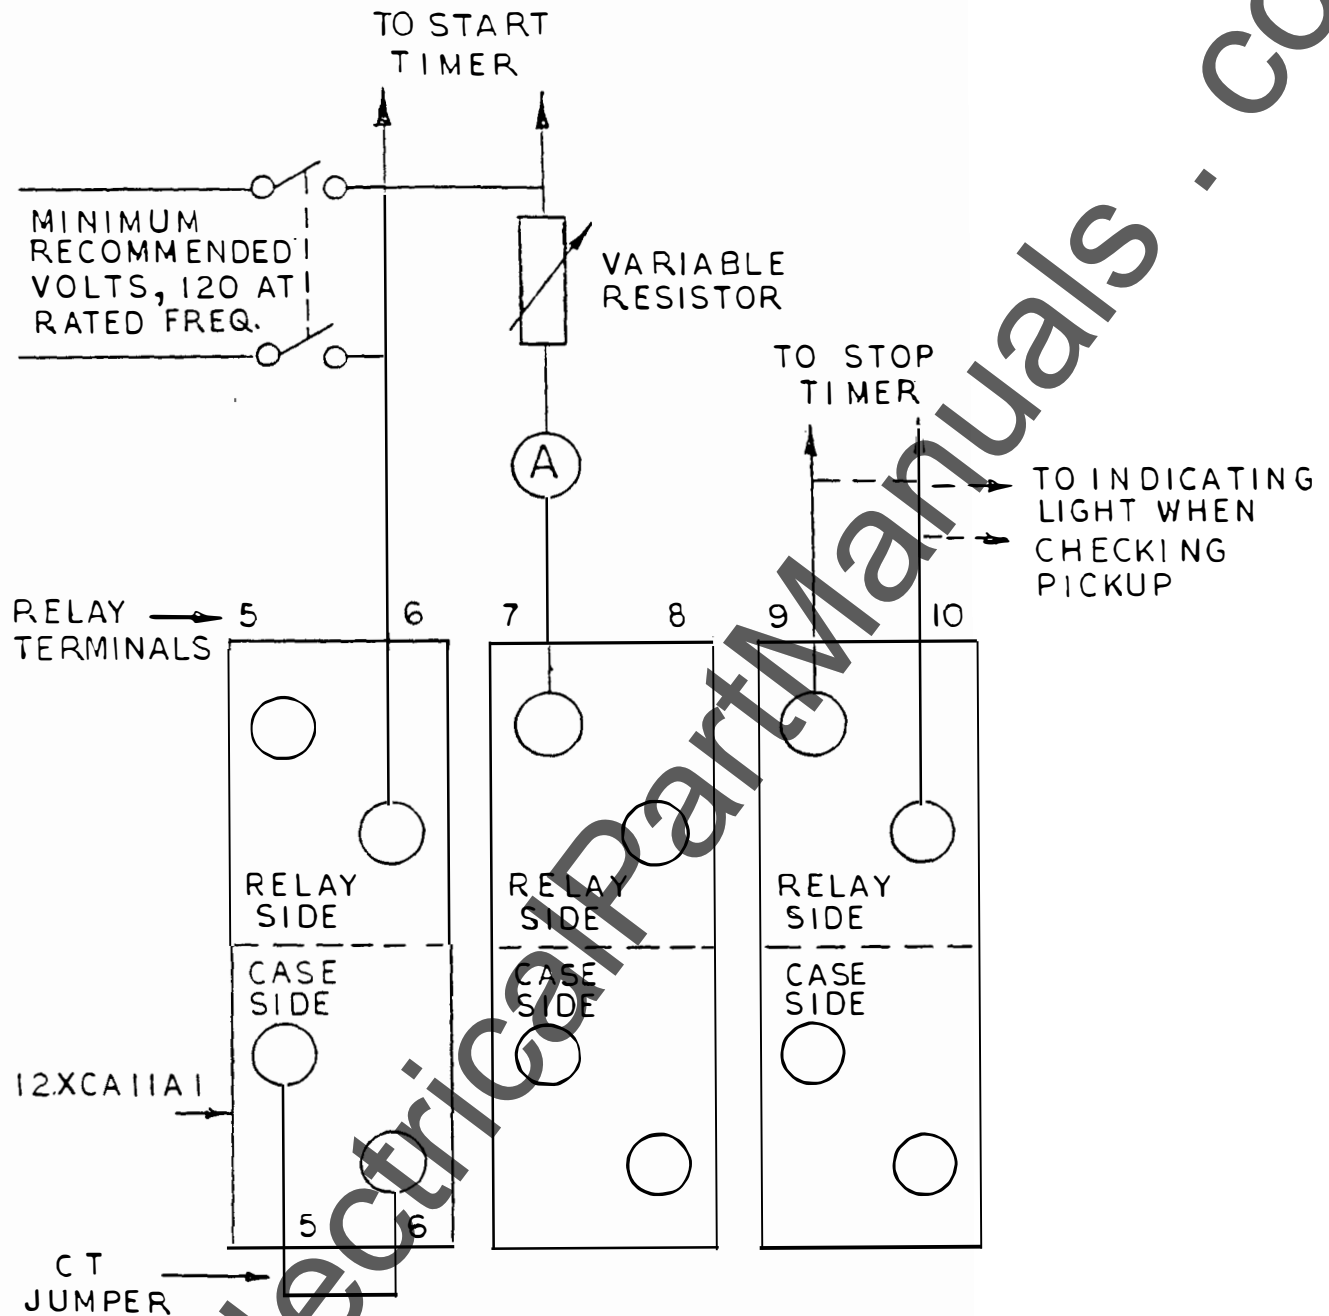 TO START
TIMER
MINIMUM
RECOMMENDED
VOLTS, 120 AT
RATED FREQ.
VARIABLE
RESISTOR
TO STOP
TIMER
A
TO INDICATING
LIGHT WHEN
CHECKING
PICKUP
RELAY
TERMINALS
5 6 7 8 9 10
RELAY
SIDE
CASE
SIDE
RELAY
SIDE
CASE
SIDE
RELAY
SIDE
CASE
SIDE
12XCA11A1
5 6
CT
JUMPER
lectricalPartManuals . co